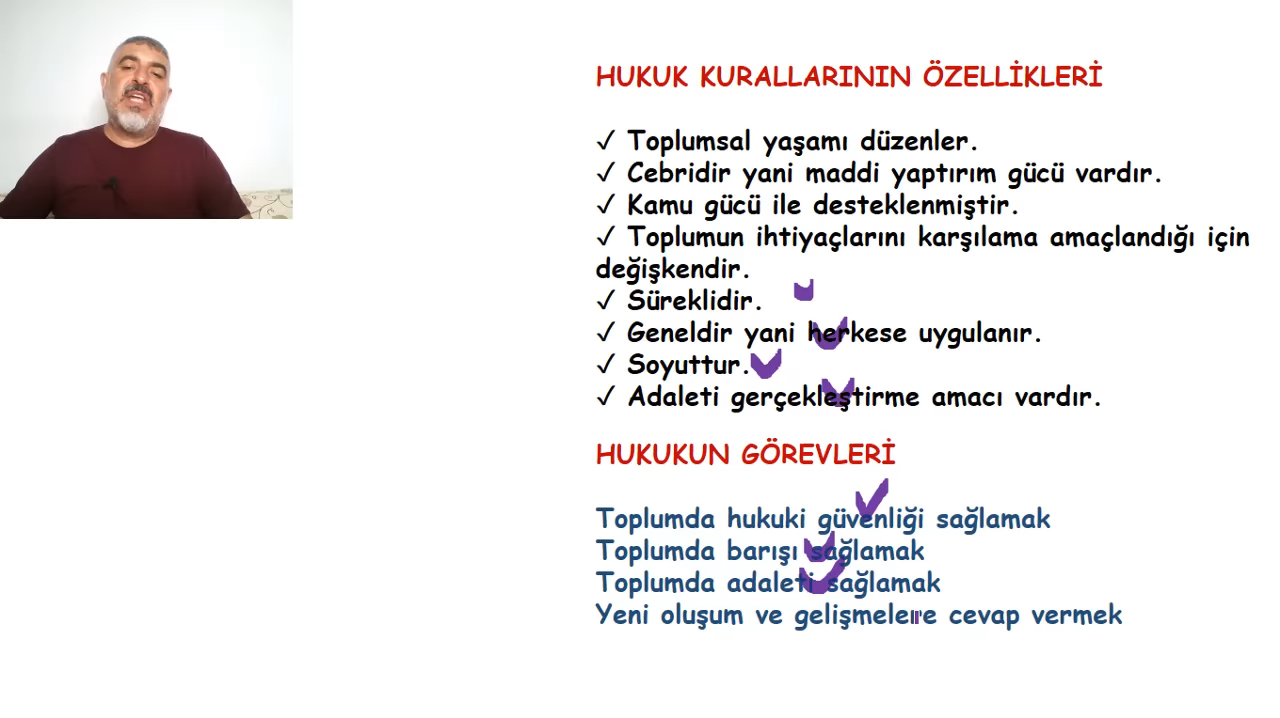 HUKUK KURALLARININ ÖZELLİKLERİ
✓ Toplumsal yaşamı düzenler.
✓ Cebridir yani maddi yaptırım gücü vardır.
✓ Kamu gücü ile desteklenmiştir.
✓ Toplumun ihtiyaçlarını karşılama amaçlandığı için
değişkendir.
✓ Süreklidir.
✓ Geneldir yani herkese uygulanır.
✓ Soyuttur.
✓ Adaleti gerçekleştirme amacı vardır.
HUKUKUN GÖREVLERİ
Toplumda hukuki güvenliği sağlamak
Toplumda barışı sağlamak
Toplumda adaleti sağlamak
Yeni oluşum ve gelişmelere cevap vermek